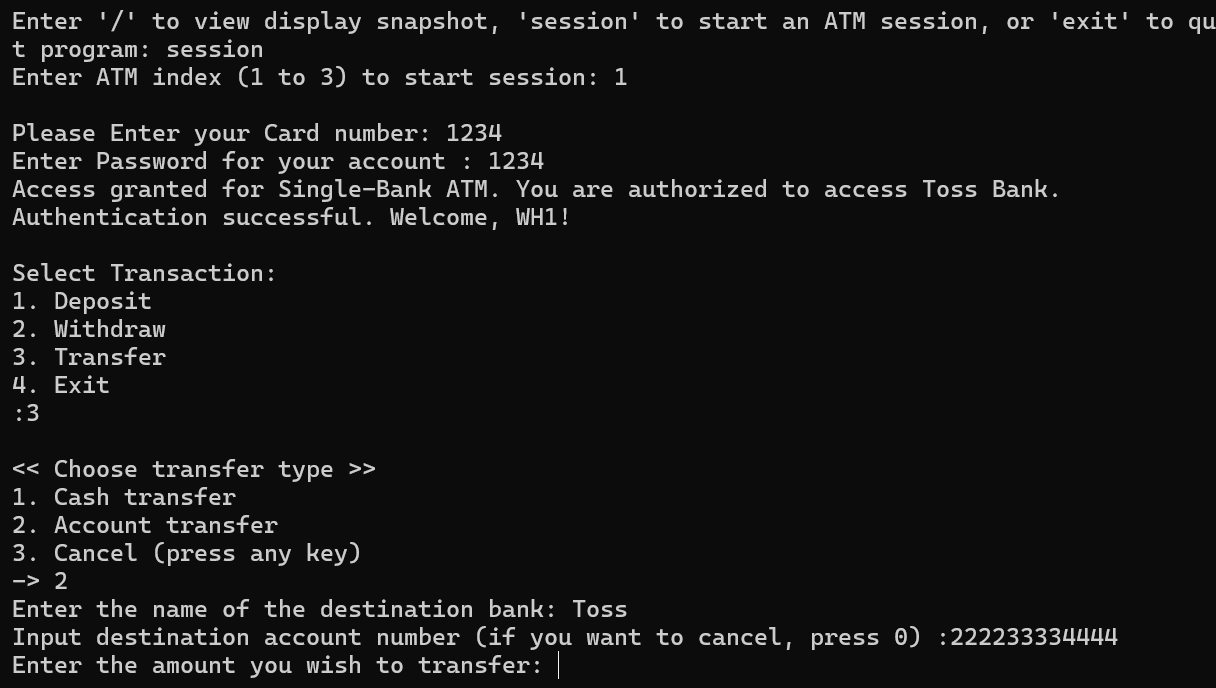 Enter '/' to view display snapshot, 'session' to start an ATM session, or 'exit' to qu
t program: session
Enter ATM index (1 to 3) to start session: 1
Please Enter your Card number: 1234
Enter Password for your account : 1234
Access granted for Single-Bank ATM. You are authorized to access Toss Bank.
Authentication successful. Welcome, WH1!
Select Transaction:
1. Deposit
2. Withdraw
3. Transfer
4. Exit
:3
<< Choose transfer type >>
1. Cash transfer
2. Account transfer
3. Cancel (press any key)
-> 2
Enter the name of the destination bank: Toss
Input destination account number (if you want to cancel, press 0) :222233334444
Enter the amount you wish to transfer: